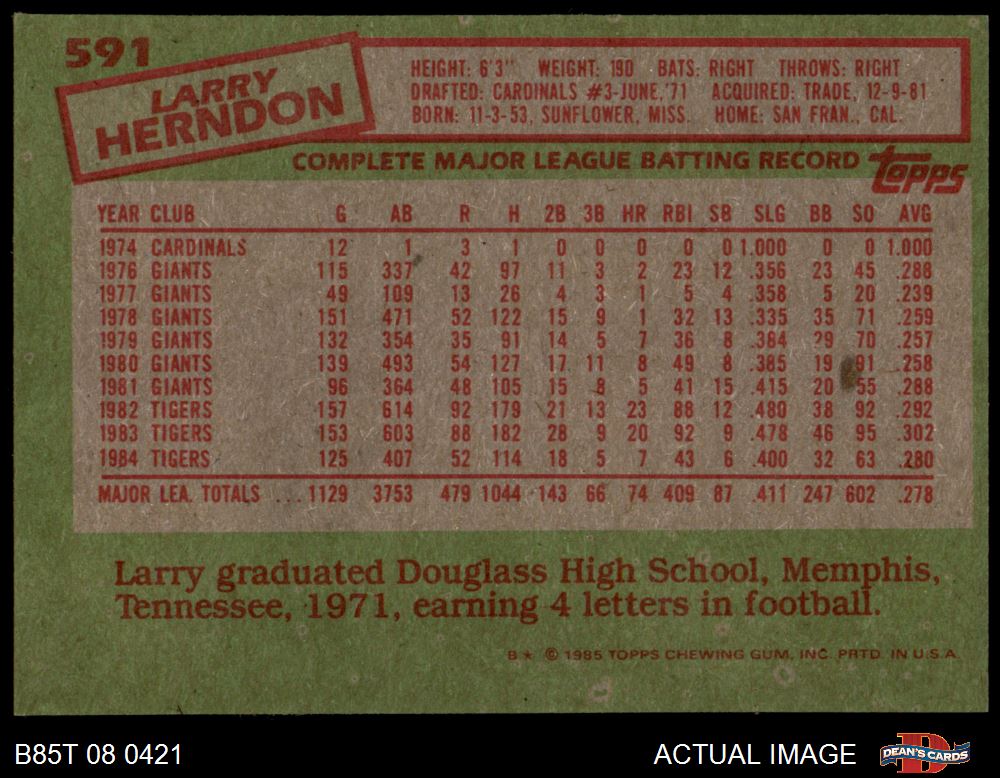 591
LARRY
HERNDON
HEIGHT: 6'3" WEIGHT: 190 BATS: RIGHT THROWS: RIGHT
DRAFTED: CARDINALS #3-JUNE,'71 ACQUIRED: TRADE, 12-9-81
BORN: 11-3-53, SUNFLOWER, MISS. HOME: SAN FRAN., CAL.
COMPLETE MAJOR LEAGUE BATTING RECORD topps
YEAR CLUB G AB R H 2B 3B HR RBI SB SLG BB SO AVG
1974 CARDINALS 12 1 3 1 0 0 0 0 0 1.000 0 0 1.000
1976 GIANTS 115 337 42 97 11 3 2 23 12 .356 23 45 .288
1977 GIANTS 49 109 13 26 4 3 1 5 4 .358 5 20 .239
1978 GIANTS 151 471 52 122 15 9 1 32 13 .335 35 71 .259
1979 GIANTS 132 354 35 91 14 5 7 36 8 .384 29 70 .257
1980 GIANTS 139 493 54 127 17 11 8 49 8 .385 19 91 .258
1981 GIANTS 96 364 48 105 15 8 5 41 15 .415 20 55 .288
1982 TIGERS 157 614 92 179 21 13 23 88 12 .480 38 92 .292
1983 TIGERS 153 603 88 182 28 9 20 92 9 .478 46 95 .302
1984 TIGERS 125 407 52 114 18 5 7 43 6 .400 32 63 .280
MAJOR LEA. TOTALS ... 1129 3753 479 1044 143 66 74 409 87 .411 247 602 .278
Larry graduated Douglass High School, Memphis,
Tennessee, 1971, earning 4 letters in football.
B★ © 1985 TOPPS CHEWING GUM, INC. PRTD. IN U.S.A.
B85T 08 0421 ACTUAL IMAGE DEAN'S CARDS